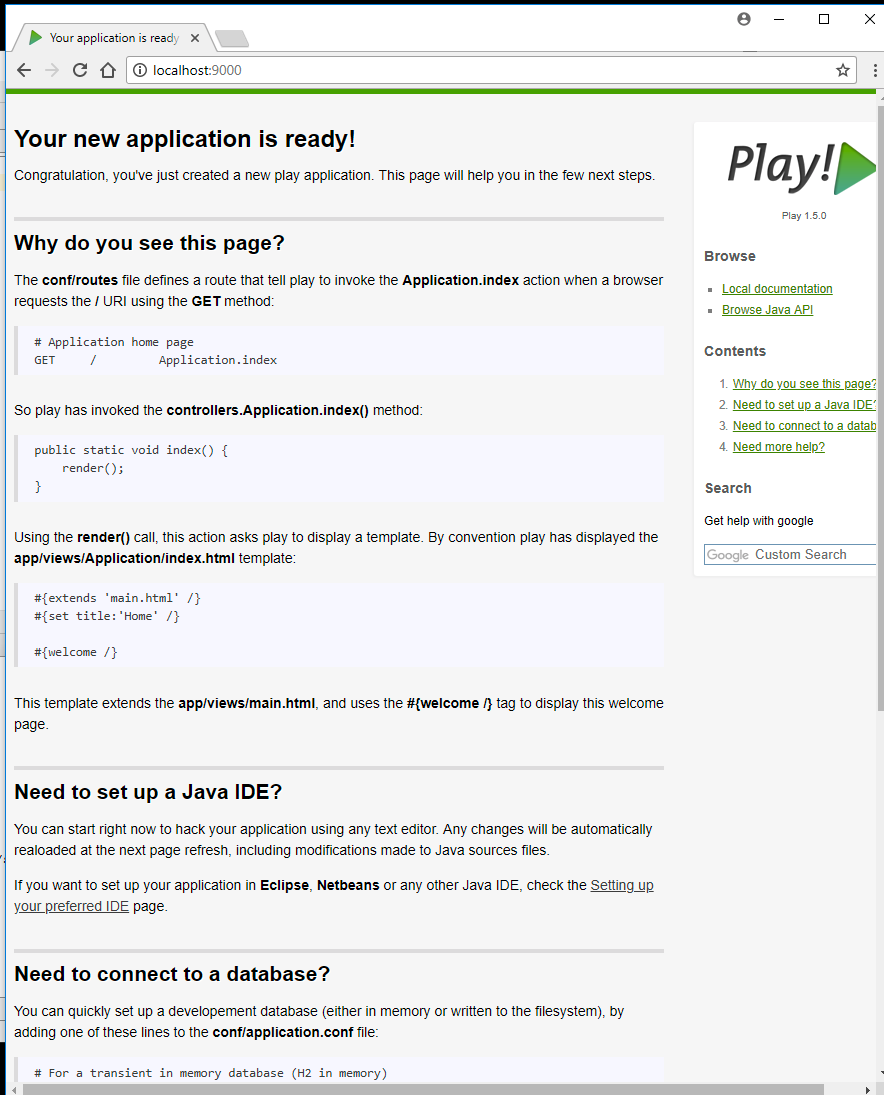 Your application is ready
localhost:9000
Your new application is ready!
Congratulation, you've just created a new play application. This page will help you in the few next steps.
Why do you see this page?
The conf/routes file defines a route that tell play to invoke the Application.index action when a browser
requests the / URI using the GET method:
# Application home page
GET     /         Application.index
So play has invoked the controllers.Application.index() method:
public static void index() {
    render();
}
Using the render() call, this action asks play to display a template. By convention play has displayed the
app/views/Application/index.html template:
#{extends 'main.html' /}
#{set title:'Home' /}
#{welcome /}
This template extends the app/views/main.html, and uses the #{welcome /} tag to display this welcome
page.
Need to set up a Java IDE?
You can start right now to hack your application using any text editor. Any changes will be automatically
realoaded at the next page refresh, including modifications made to Java sources files.
If you want to set up your application in Eclipse, Netbeans or any other Java IDE, check the Setting up
your preferred IDE page.
Need to connect to a database?
You can quickly set up a developement database (either in memory or written to the filesystem), by
adding one of these lines to the conf/application.conf file:
# For a transient in memory database (H2 in memory)
Play!
Play 1.5.0
Browse
Local documentation
Browse Java API
Contents
1. Why do you see this page?
2. Need to set up a Java IDE?
3. Need to connect to a datab
4. Need more help?
Search
Get help with google
Google Custom Search